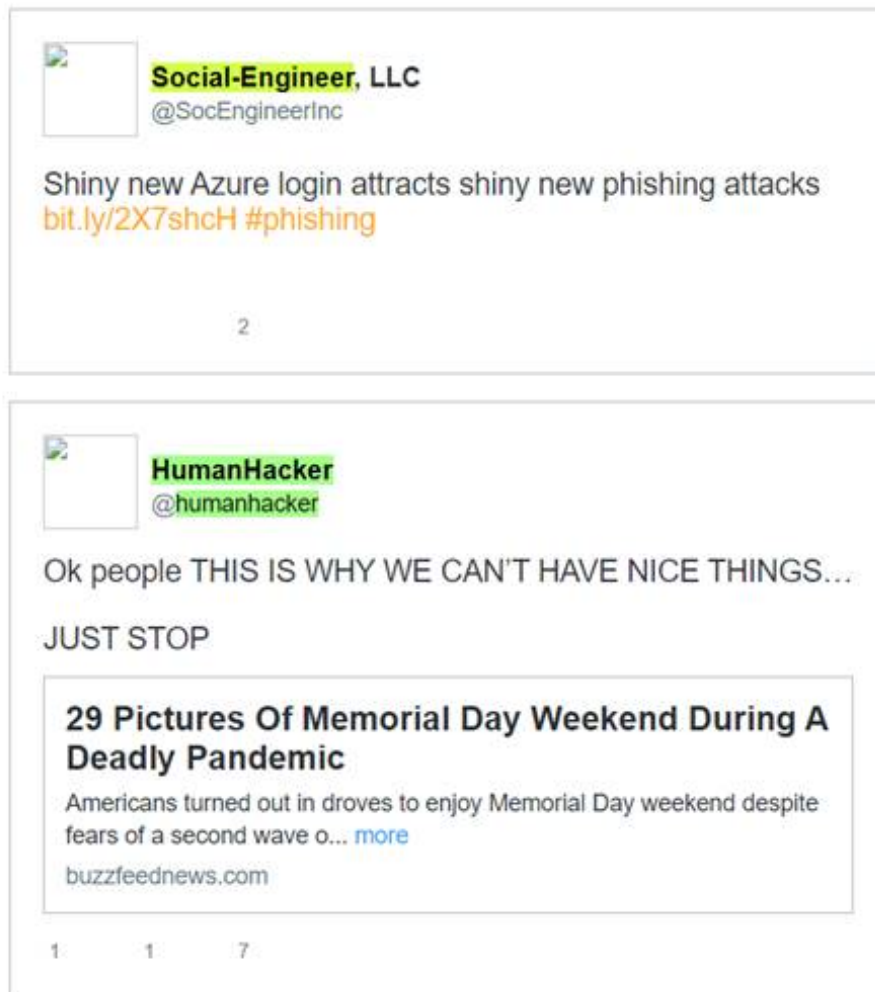 Social-Engineer, LLC
@SocEngineerInc
Shiny new Azure login attracts shiny new phishing attacks
bit.ly/2X7shcH #phishing
2
HumanHacker
@humanhacker
Ok people THIS IS WHY WE CAN'T HAVE NICE THINGS…
JUST STOP
29 Pictures Of Memorial Day Weekend During A
Deadly Pandemic
Americans turned out in droves to enjoy Memorial Day weekend despite
fears of a second wave o... more
buzzfeednews.com
1 1 7